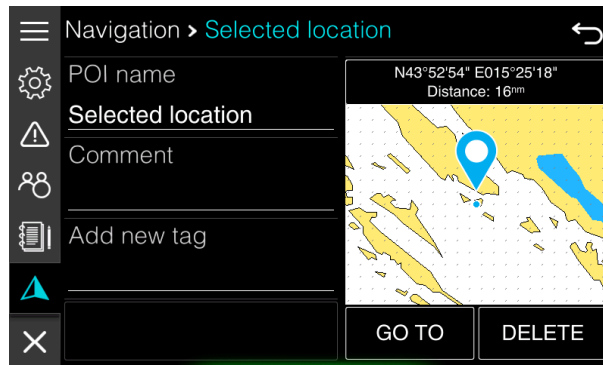 Navigation > Selected location
POI name
Selected location
Comment
Add new tag
N43°52'54" E015°25'18"
Distance: 16nm
GO TO
DELETE